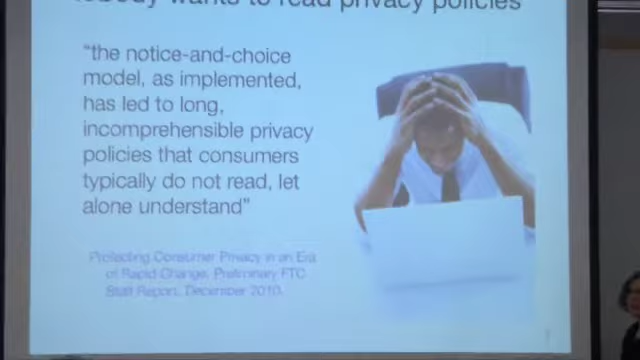 nobody wants to read privacy policies
"the notice-and-choice
model, as implemented,
has led to long,
incomprehensible privacy
policies that consumers
typically do not read, let
alone understand"
Protecting Consumer Privacy in an Era
of Rapid Change, Preliminary FTC
Staff Report, December 2010.